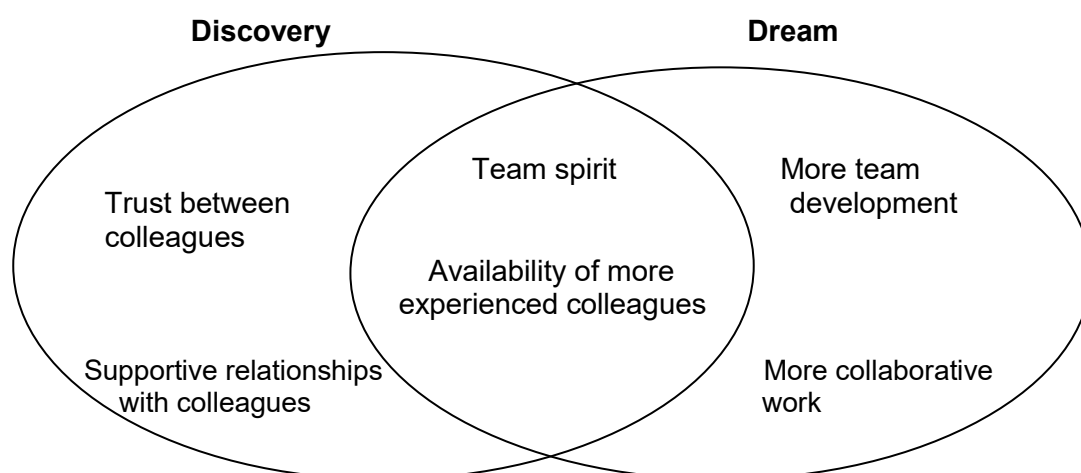 Discovery
Dream
Trust between
colleagues
Supportive relationships
with colleagues
Team spirit
Availability of more
experienced colleagues
More team
development
More collaborative
work